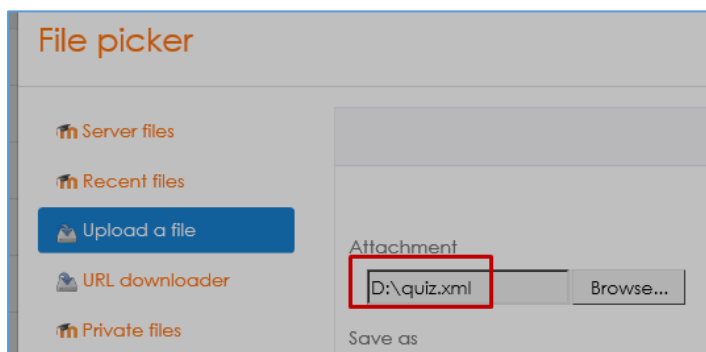 File picker
Server files
Recent files
Upload a file
URL downloader
Private files
Attachment
D:\quiz.xml
Browse...
Save as